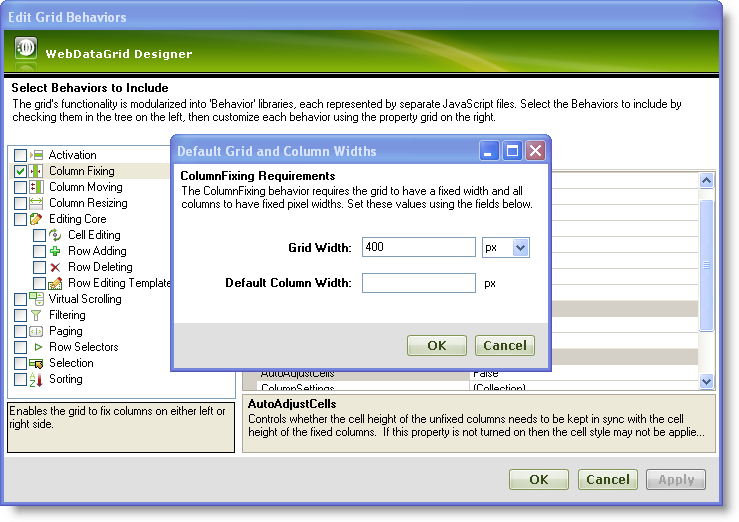 Edit Grid Behaviors
WebDataGrid Designer
Select Behaviors to Include
The grid's functionality is modularized into 'Behavior' libraries, each represented by separate JavaScript files. Select the Behaviors to include by
checking them in the tree on the left, then customize each behavior using the property grid on the right.
Activation
Column Fixing
Column Moving
Column Resizing
Editing Core
Cell Editing
Row Adding
Row Deleting
Row Editing Template
Virtual Scrolling
Filtering
Paging
Row Selectors
Selection
Sorting
Default Grid and Column Widths
ColumnFixing Requirements
The ColumnFixing behavior requires the grid to have a fixed width and all
columns to have fixed pixel widths. Set these values using the fields below.
Grid Width: 400 px
Default Column Width: px
OK Cancel
AutoAdjustCells False
ColumnSettings (Collection)
Enables the grid to fix columns on either left or
right side.
AutoAdjustCells
Controls whether the cell height of the unfixed columns needs to be kept in sync with the cell
height of the fixed columns. If this property is not turned on then the cell style may not be applie...
OK Cancel Apply